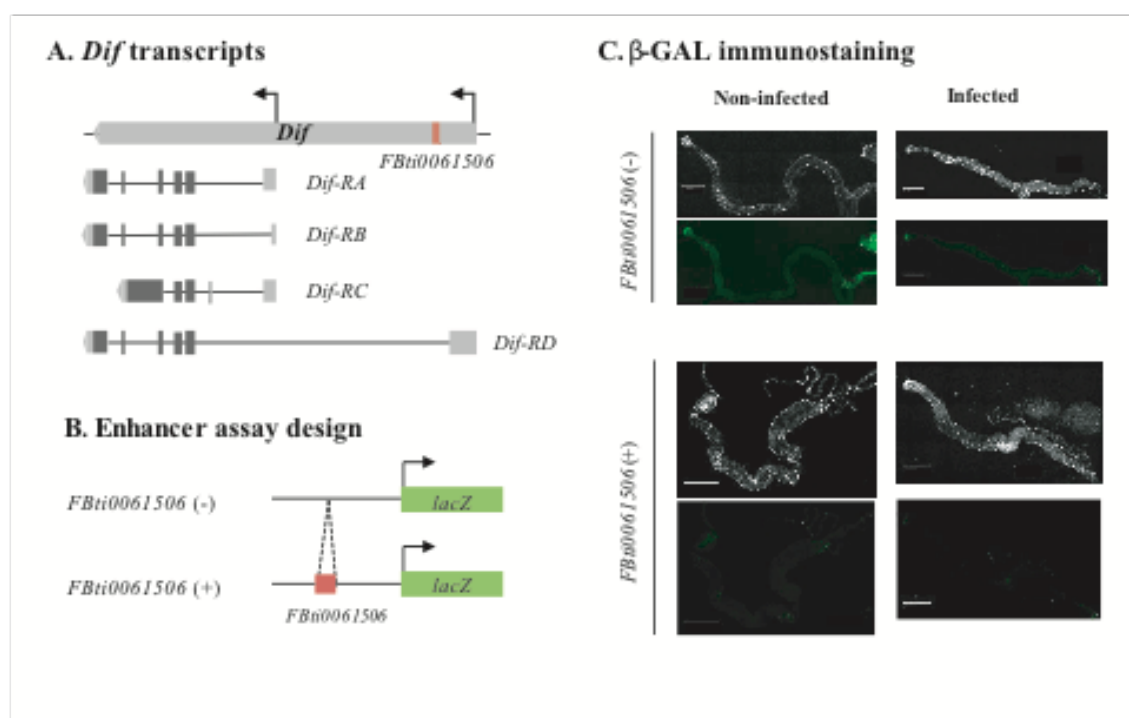 A. Dif transcripts
Dif
FBti0061506
Dif-RA
Dif-RB
Dif-RC
Dif-RD
B. Enhancer assay design
FBti0061506 (-)
lacZ
FBti0061506 (+)
lacZ
FBti0061506
C. β-GAL immunostaining
Non-infected
Infected
FBti0061506 (-)
FBti0061506 (+)